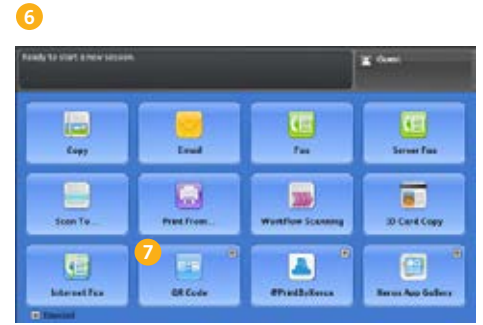 6
Ready to start a new session.
Guest
Copy
Email
Fax
Server Fax
Scan To...
Print From...
Workflow Scanning
ID Card Copy
7
Internet Fax
QR Code
@PrintByXerox
Xerox App Gallery